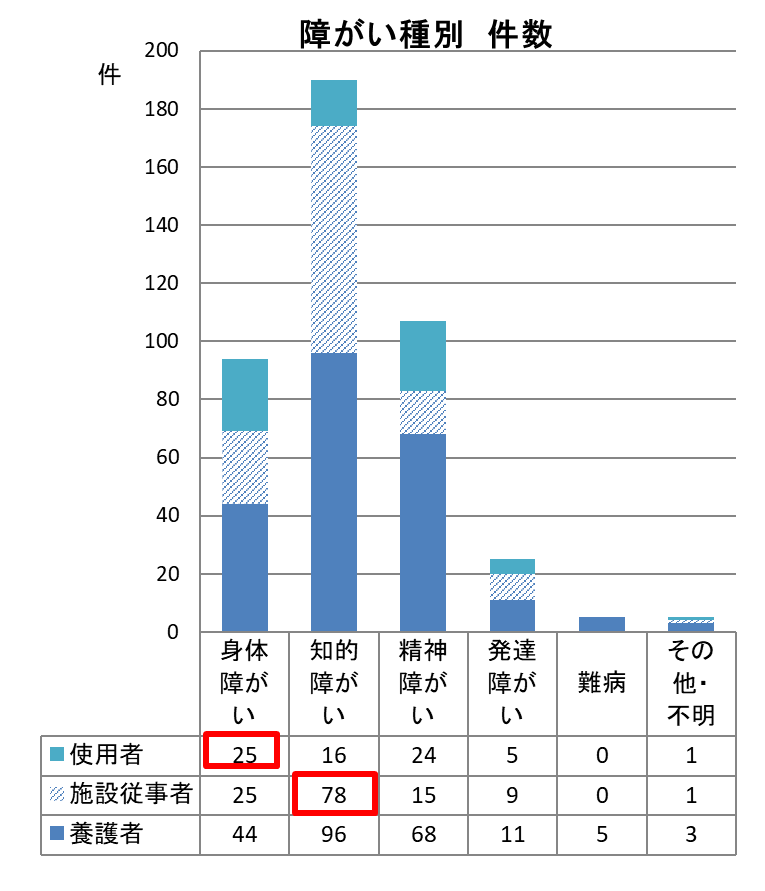 障がい種別　件数
件
200
180
160
140
120
100
80
60
40
20
0
身体 知的 精神 発達 難病 その
障がい 障がい 障がい 障がい 他・不明
使用者 25 16 24 5 0 1
施設従事者 25 78 15 9 0 1
養護者 44 96 68 11 5 3